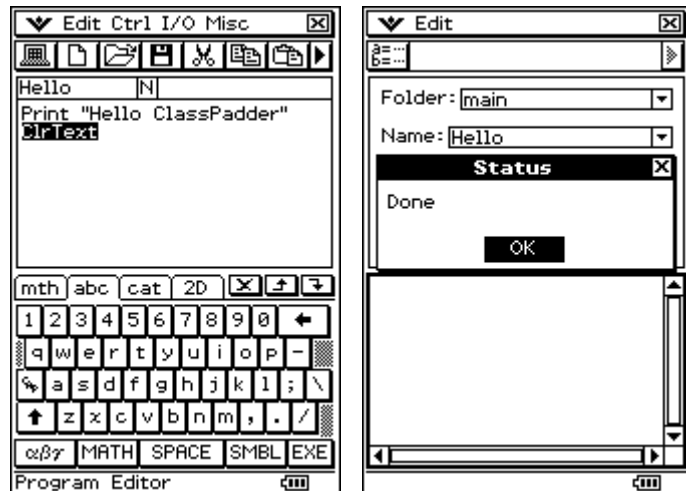 Edit Ctrl I/O Misc
Hello N
Print "Hello ClassPadder"
ClrText
mth abc cat 2D
1 2 3 4 5 6 7 8 9 0
q w e r t y u i o p -
a s d f g h j k l ; \
z x c v b n m , . /
αβγ MATH SPACE SMBL EXE
Program Editor
Edit
Folder: main
Name: Hello
Status
Done
OK